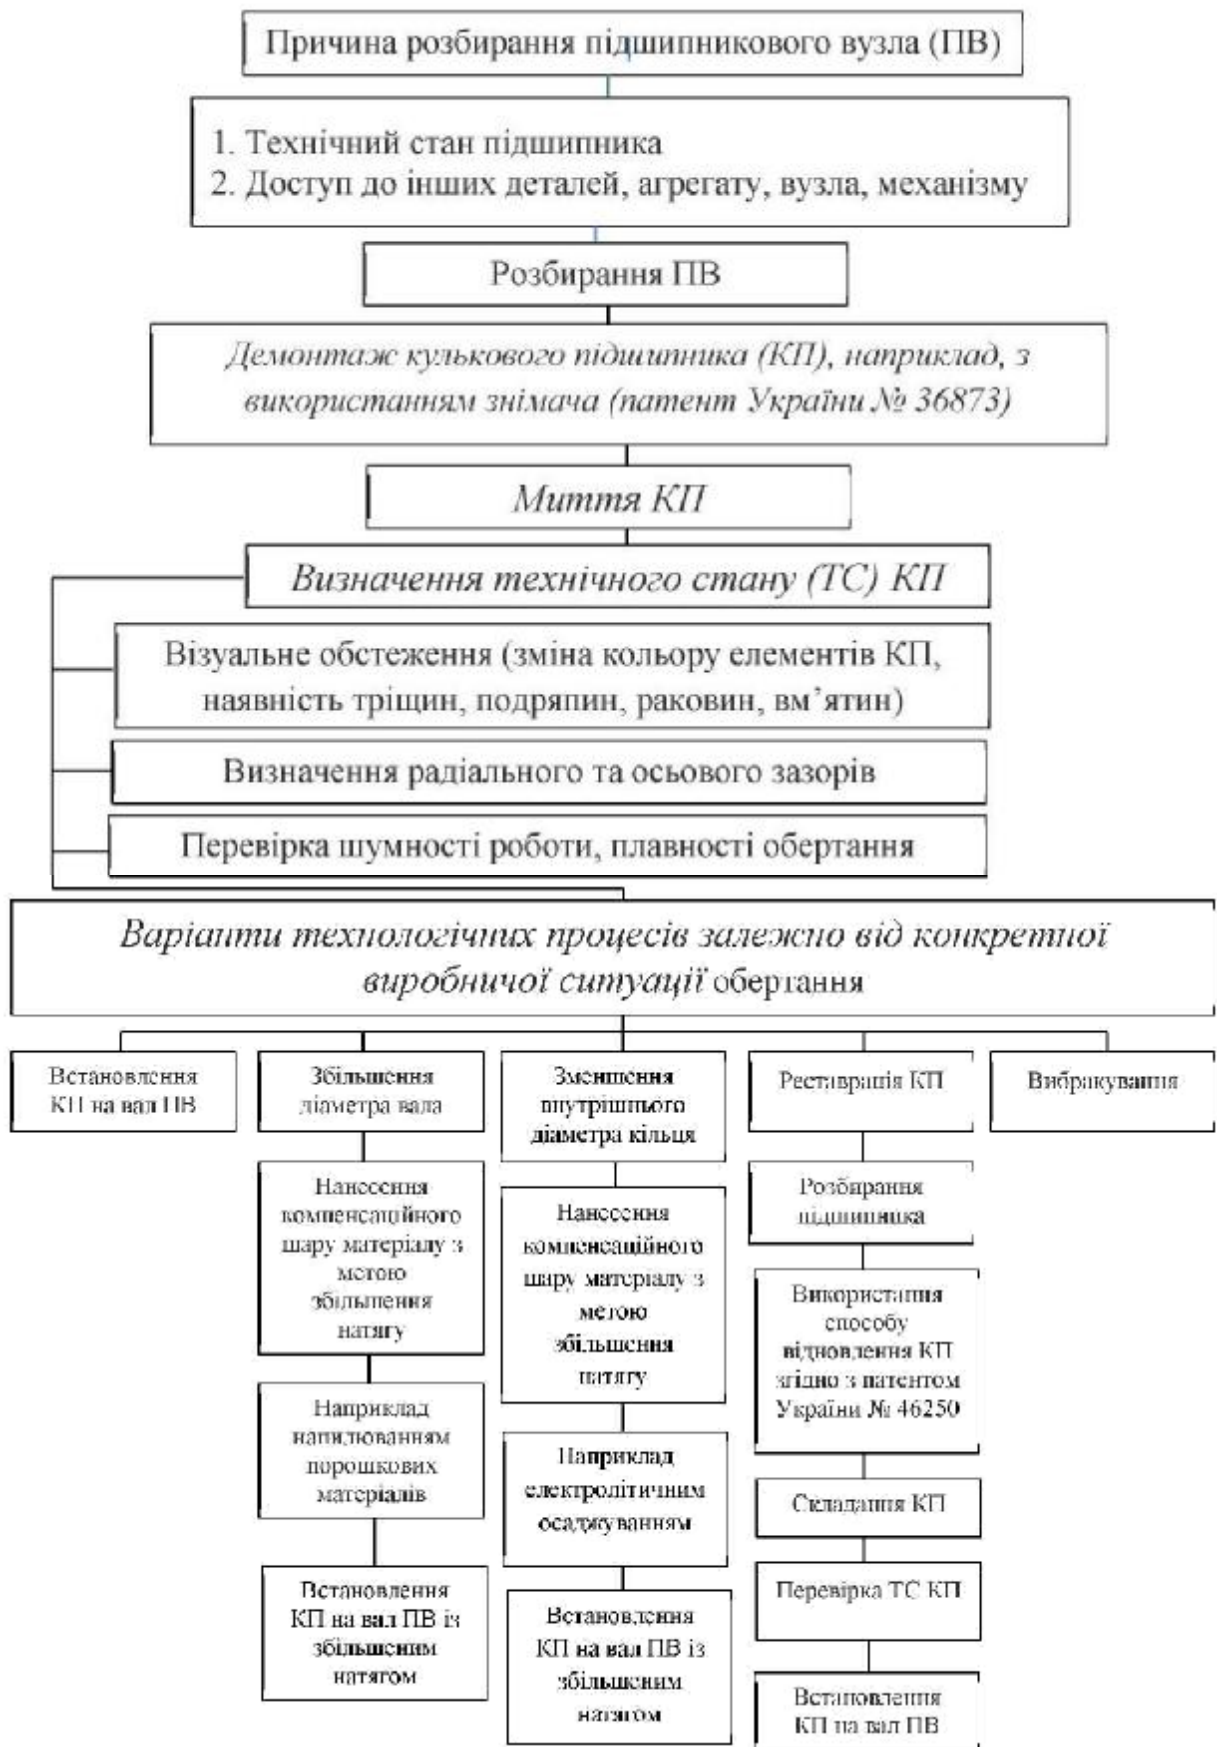 Причина розбирання підшипникового вузла (ПВ)
1. Технічний стан підшипника
2. Доступ до інших деталей, агрегату, вузла, механізму
Розбирання ПВ
Демонтаж кулькового підшипника (КП), наприклад, з
використанням знімача (патент України № 36873)
Миття КП
Визначення технічного стану (ТС) КП
Візуальне обстеження (зміна кольору елементів КП,
наявність тріщин, подряпин, раковин, вм’ятин)
Визначення радіального та осьового зазорів
Перевірка шумності роботи, плавності обертання
Варіанти технологічних процесів залежно від конкретної
виробничої ситуації обертання
Встановлення
КП на вал ПВ
Збільшення
діаметра вала
Нанесення
компенсаційного
шару матеріалу з
метою
збільшення
натягу
Наприклад
напилюванням
порошкових
матеріалів
Встановлення
КП на вал ПВ із
збільшеним
натягом
Зменшення
внутрішнього
діаметра кільця
Нанесення
компенсаційного
шару матеріалу з
метою
збільшення
натягу
Наприклад
електролітичним
осаджуванням
Встановлення
КП на вал ПВ із
збільшеним
натягом
Реставрація КП
Розбирання
підшипника
Використання
способу
відновлення КП
згідно з патентом
України № 46250
Складання КП
Перевірка ТС КП
Встановлення
КП на вал ПВ
Вибракування